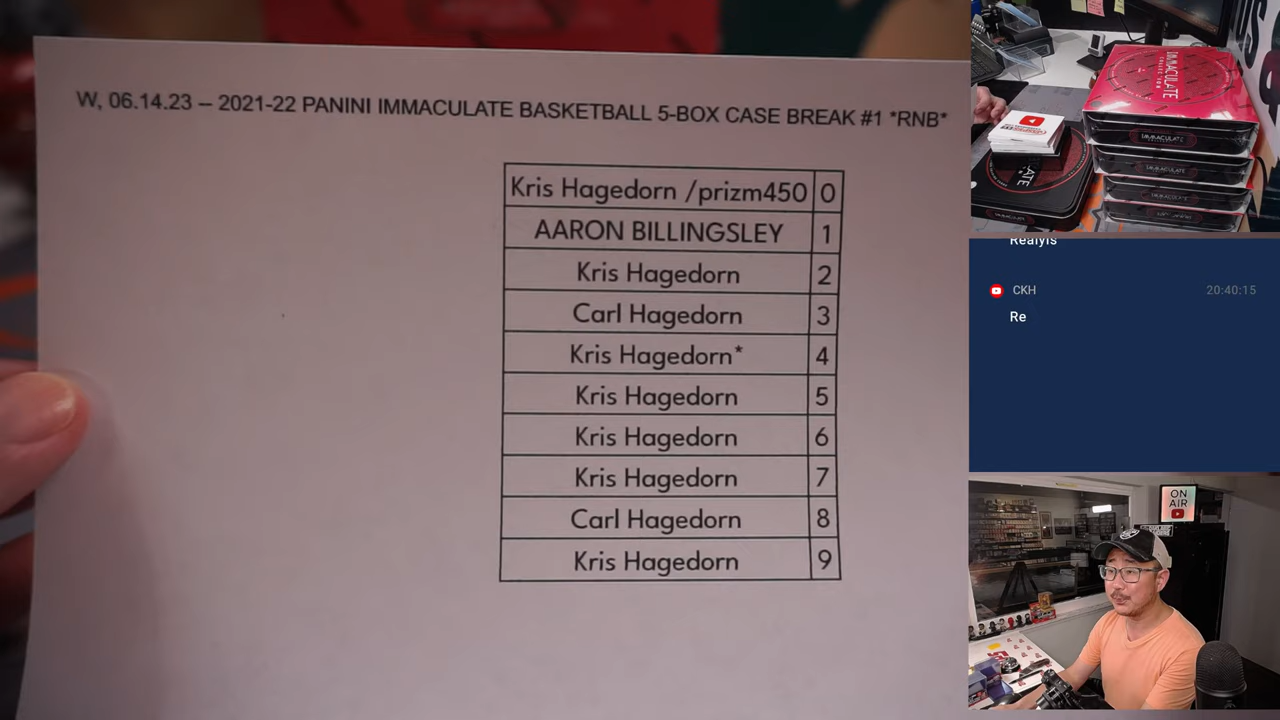 W, 06.14.23 -- 2021-22 PANINI IMMACULATE BASKETBALL 5-BOX CASE BREAK #1 *RNB*
Kris Hagedorn /prizm450 0
AARON BILLINGSLEY 1
Kris Hagedorn 2
Carl Hagedorn 3
Kris Hagedorn* 4
Kris Hagedorn 5
Kris Hagedorn 6
Kris Hagedorn 7
Carl Hagedorn 8
Kris Hagedorn 9
IMMACULATE
COLLECTION
IMMACULATE
CKH 20:40:15
Re
ON
AIR